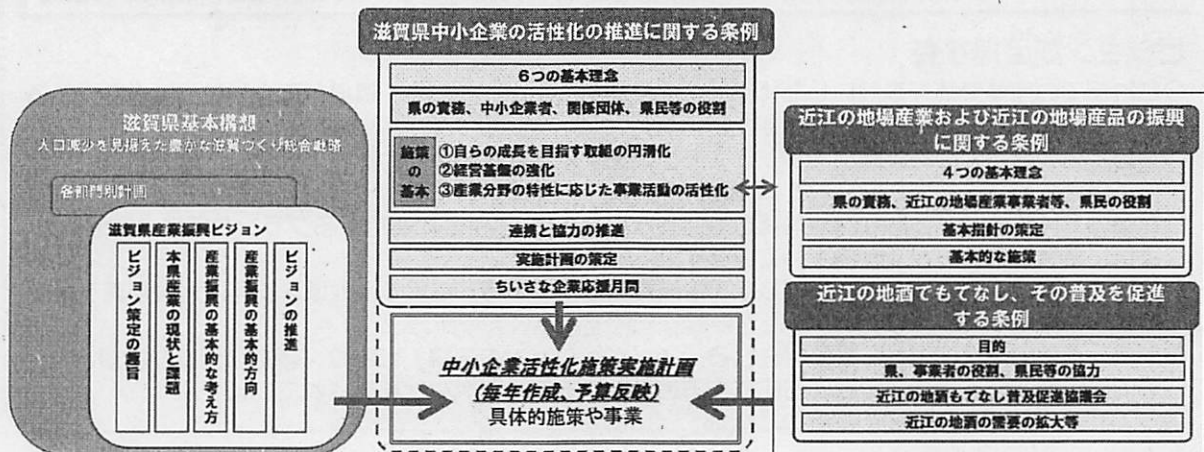 滋賀県基本構想
人口減少を見据えた豊かな滋賀づくり総合戦略
各部門別計画
滋賀県産業振興ビジョン
ビジョン策定の趣旨
本県産業の現状と課題
産業振興の基本的な考え方
産業振興の基本的方向
ビジョンの推進
滋賀県中小企業の活性化の推進に関する条例
6つの基本理念
県の責務、中小企業者、関係団体、県民等の役割
施策
の
基本
①自らの成長を目指す取組の円滑化
②経営基盤の強化
③産業分野の特性に応じた事業活動の活性化
連携と協力の推進
実施計画の策定
ちいさな企業応援月間
中小企業活性化施策実施計画
(毎年作成、予算反映)
具体的施策や事業
近江の地場産業および近江の地場産品の振興
に関する条例
4つの基本理念
県の責務、近江の地場産業事業者等、県民の役割
基本指針の策定
基本的な施策
近江の地酒でもてなし、その普及を促進
する条例
目的
県、事業者の役割、県民等の協力
近江の地酒もてなし普及促進協議会
近江の地酒の需要の拡大等